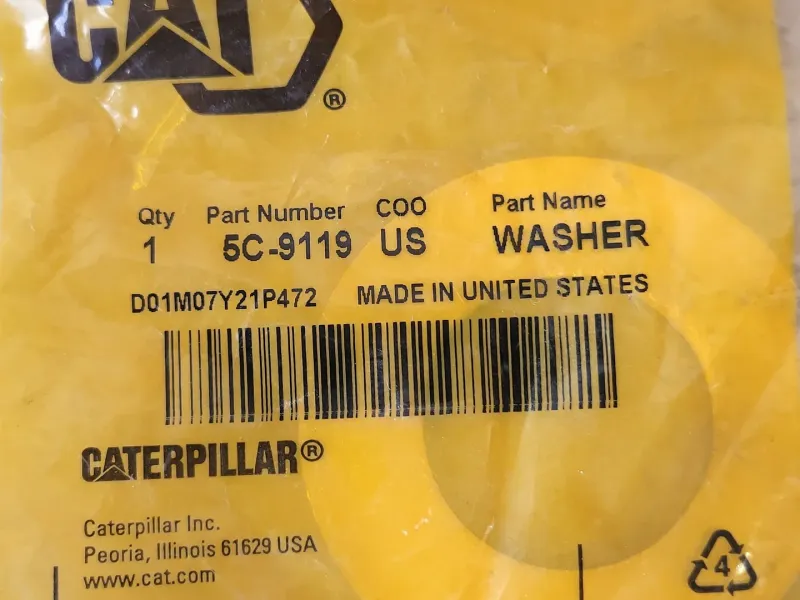 CAT ®
Qty Part Number COO Part Name
1 5C-9119 US WASHER
D01M07Y21P472 MADE IN UNITED STATES
CATERPILLAR®
Caterpillar Inc.
Peoria, Illinois 61629 USA
www.cat.com
4